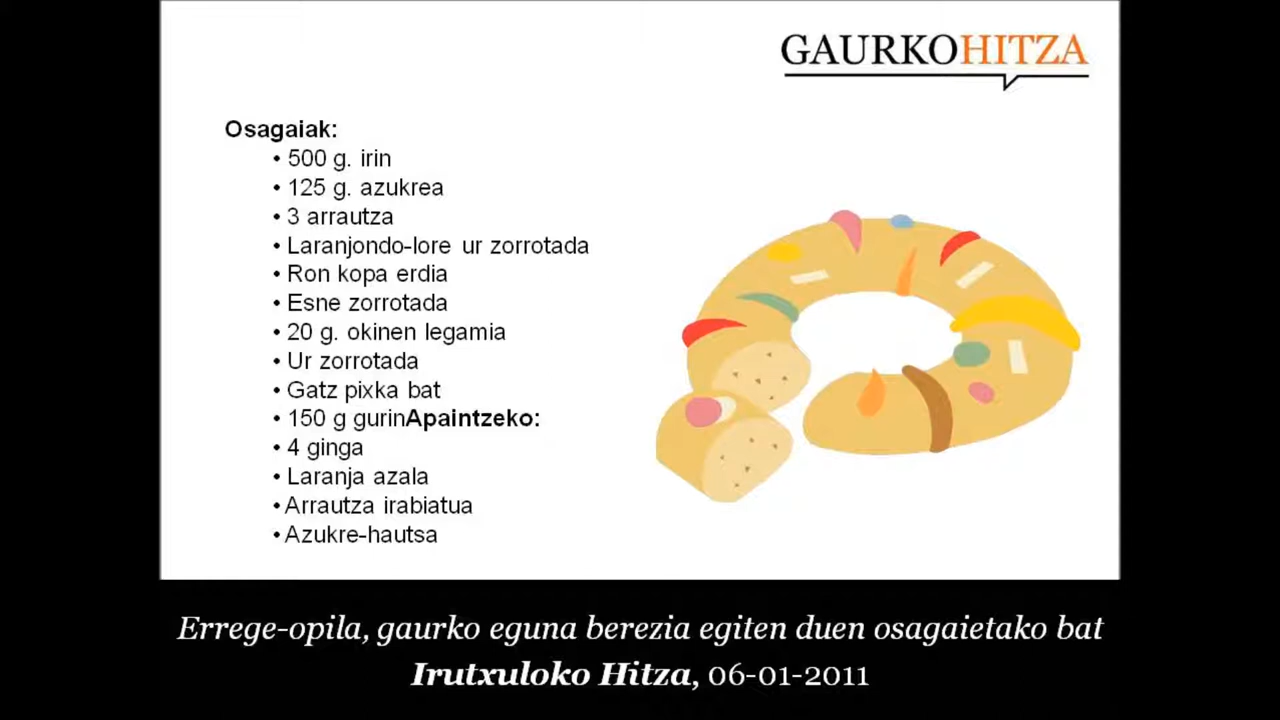 GAURKOHITZA
Osagaiak:
• 500 g. irin
• 125 g. azukrea
• 3 arrautza
• Laranjondo-lore ur zorrotada
• Ron kopa erdia
• Esne zorrotada
• 20 g. okinen legamia
• Ur zorrotada
• Gatz pixka bat
• 150 g gurinApaintzeko:
• 4 ginga
• Laranja azala
• Arrautza irabiatua
• Azukre-hautsa
Errege-opila, gaurko eguna berezia egiten duen osagaietako bat
Irutxuloko Hitza, 06-01-2011